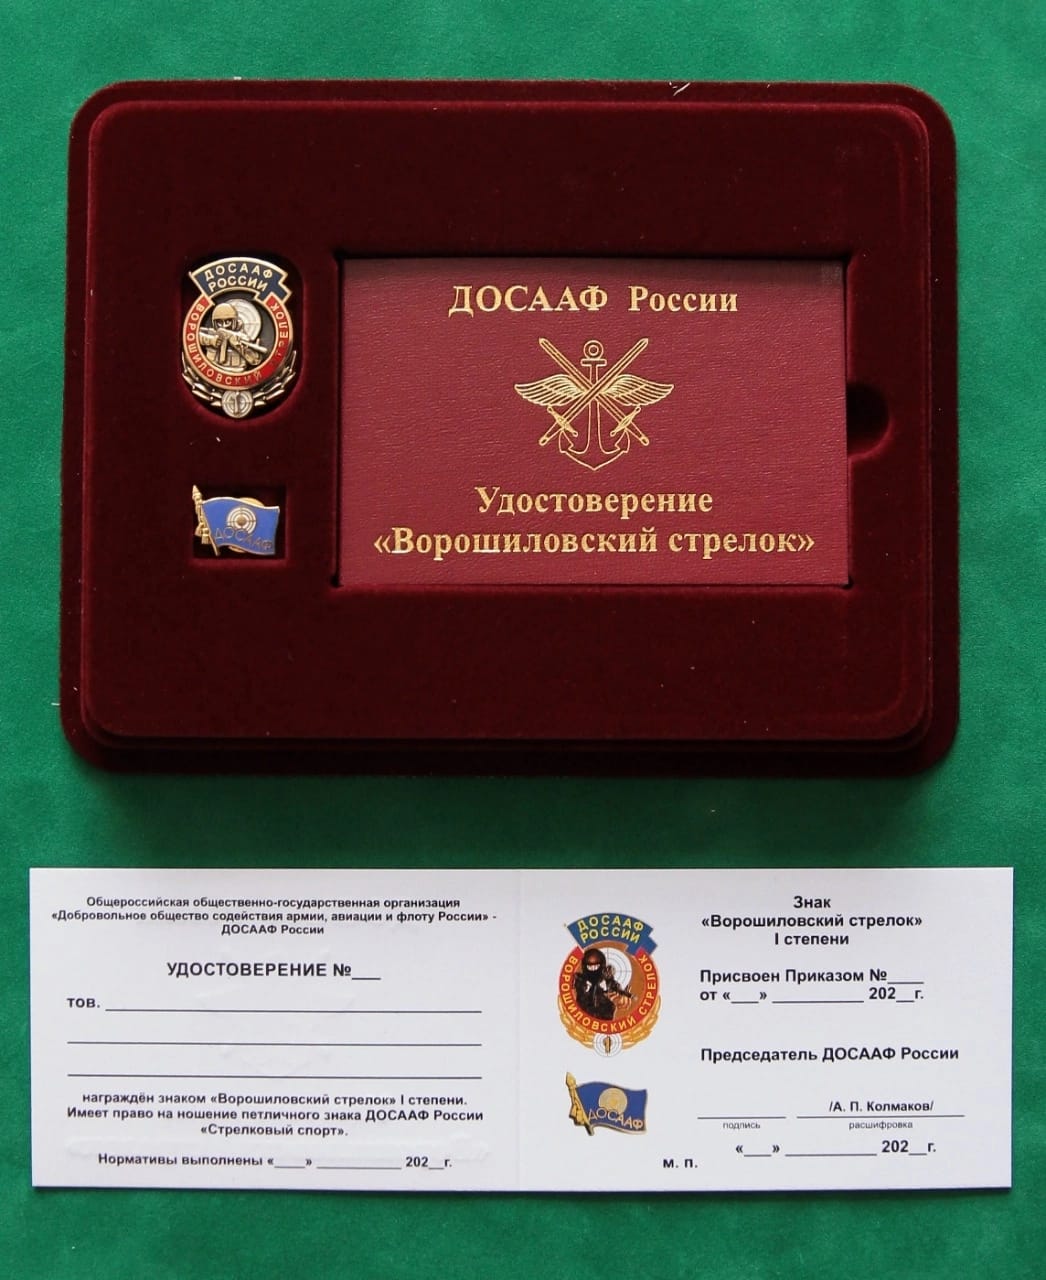 ДОСААФ
РОССИИ
ВОРОШИЛОВСКИЙ СТРЕЛОК
ДОСААФ
ДОСААФ России
Удостоверение
«Ворошиловский стрелок»
Общероссийская общественно-государственная организация
«Добровольное общество содействия армии, авиации и флоту России» -
ДОСААФ России
УДОСТОВЕРЕНИЕ №___
тов. ____
награждён знаком «Ворошиловский стрелок» I степени.
Имеет право на ношение петличного знака ДОСААФ России
«Стрелковый спорт».
Нормативы выполнены «___» __________ 202__г.
ДОСААФ
РОССИИ
ВОРОШИЛОВСКИЙ СТРЕЛОК
ДОСААФ
Знак
«Ворошиловский стрелок»
I степени
Присвоен Приказом №____
от «___» __________ 202__г.
Председатель ДОСААФ России
/А. П. Колмаков/
подпись расшифровка
«___» __________ 202__г.
м. п.